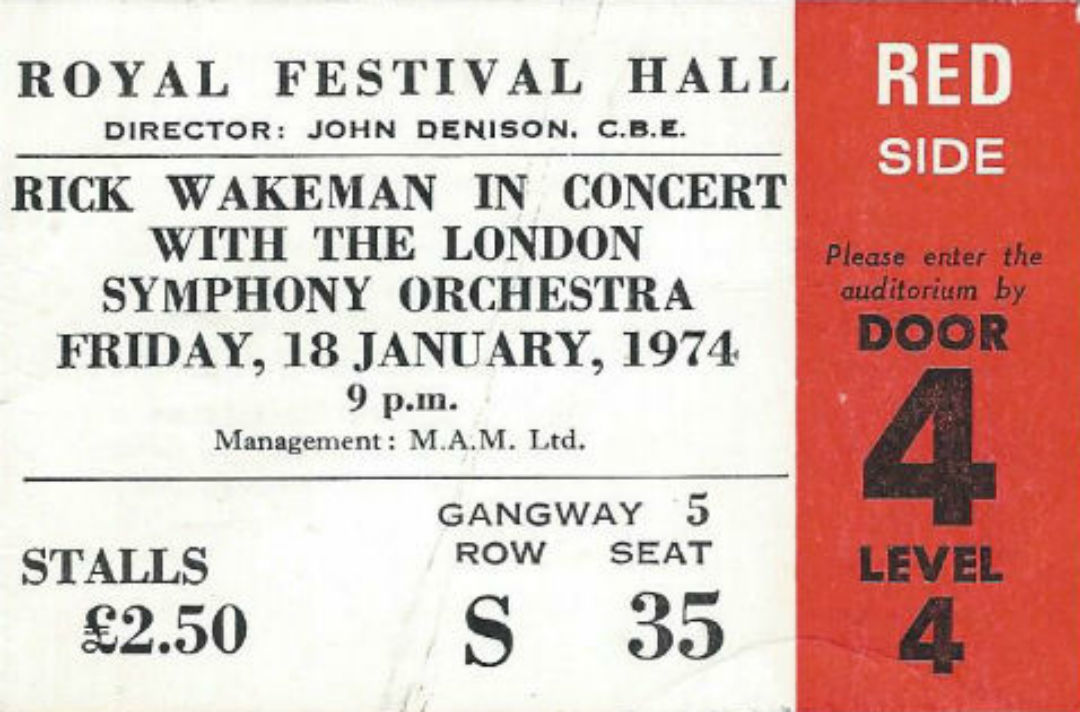 ROYAL FESTIVAL HALL
DIRECTOR: JOHN DENISON, C.B.E.
RICK WAKEMAN IN CONCERT
WITH THE LONDON
SYMPHONY ORCHESTRA
FRIDAY, 18 JANUARY, 1974
9 p.m.
Management: M.A.M. Ltd.
STALLS
£2.50
GANGWAY 5
ROW SEAT
S 35
RED
SIDE
Please enter the
auditorium by
DOOR
4
LEVEL
4